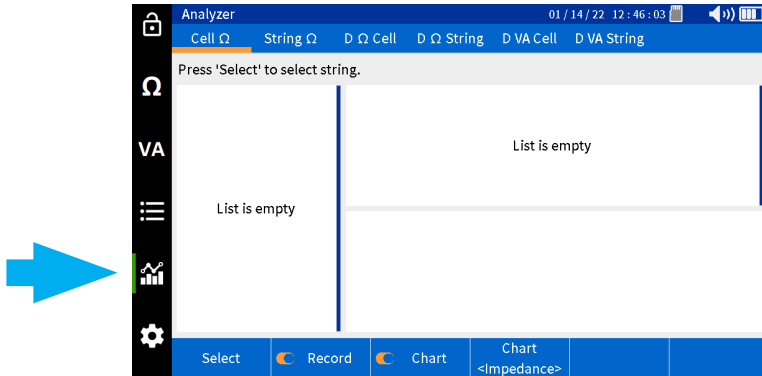 Analyzer
01/14/22 12:46:03
Cell Ω String Ω D Ω Cell D Ω String D VA Cell D VA String
Press 'Select' to select string.
Ω
VA
List is empty
List is empty
Select Record Chart Chart
<Impedance>